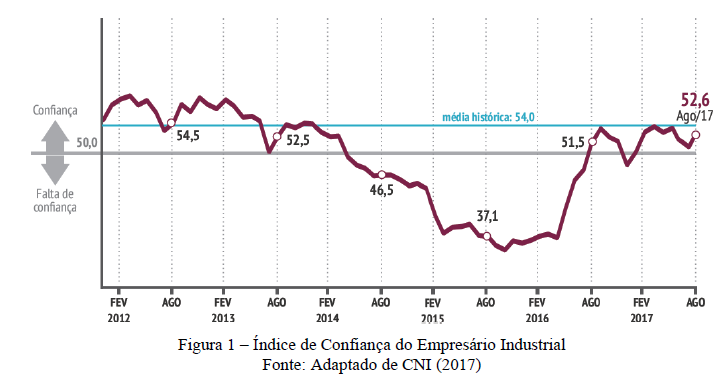 52,6
Ago/17
Confiança
média histórica: 54,0
50,0
54,5
52,5
51,5
Falta de
confiança
46,5
37,1
FEV AGO FEV AGO FEV AGO FEV AGO FEV AGO FEV AGO
2012 2013 2014 2015 2016 2017
Figura 1 – Índice de Confiança do Empresário Industrial
Fonte: Adaptado de CNI (2017)